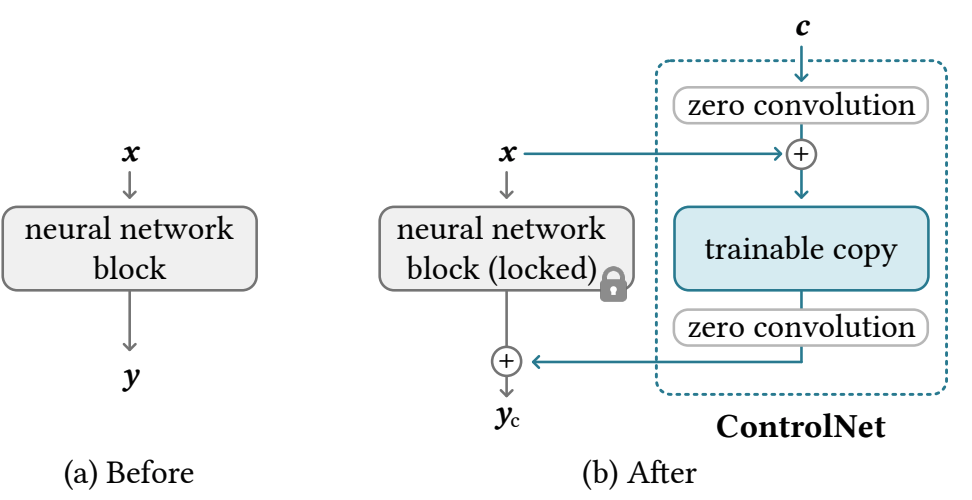 x
neural network
block
y
(a) Before
c
zero convolution
x
+
neural network
block (locked)
trainable copy
zero convolution
+
yc
ControlNet
(b) After